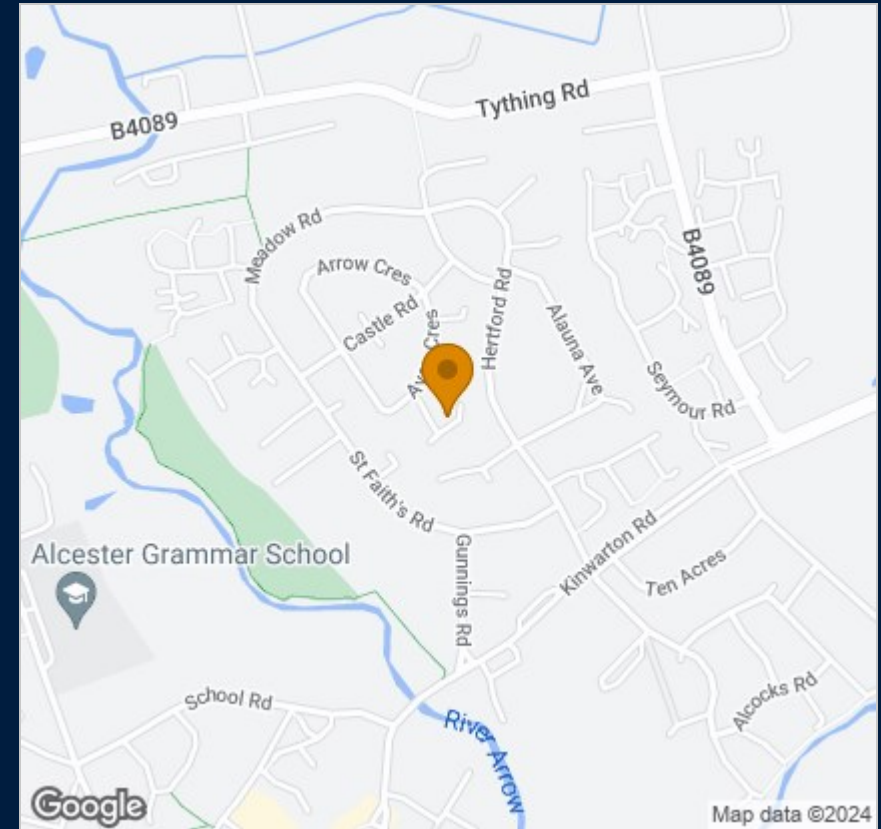 Tything Rd
B4089
Meadow Rd
B4089
Arrow Cres
Castle Rd
Hertford Rd
Alauna Ave
Cres
Seymour Rd
St Faith's Rd
Kinwarton Rd
Gunnings Rd
Alcester Grammar School
Ten Acres
School Rd
Alcocks Rd
River Arrow
Google
Map data ©2024